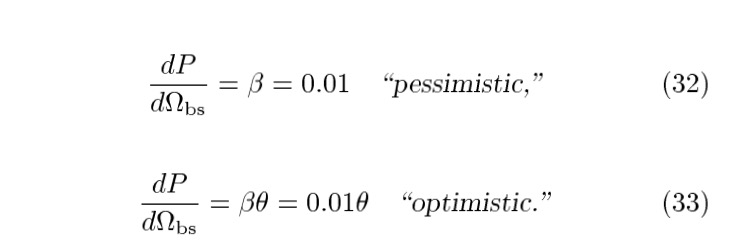 dP/dΩ_bs = β = 0.01 “pessimistic,” (32)
dP/dΩ_bs = βθ = 0.01θ “optimistic.” (33)